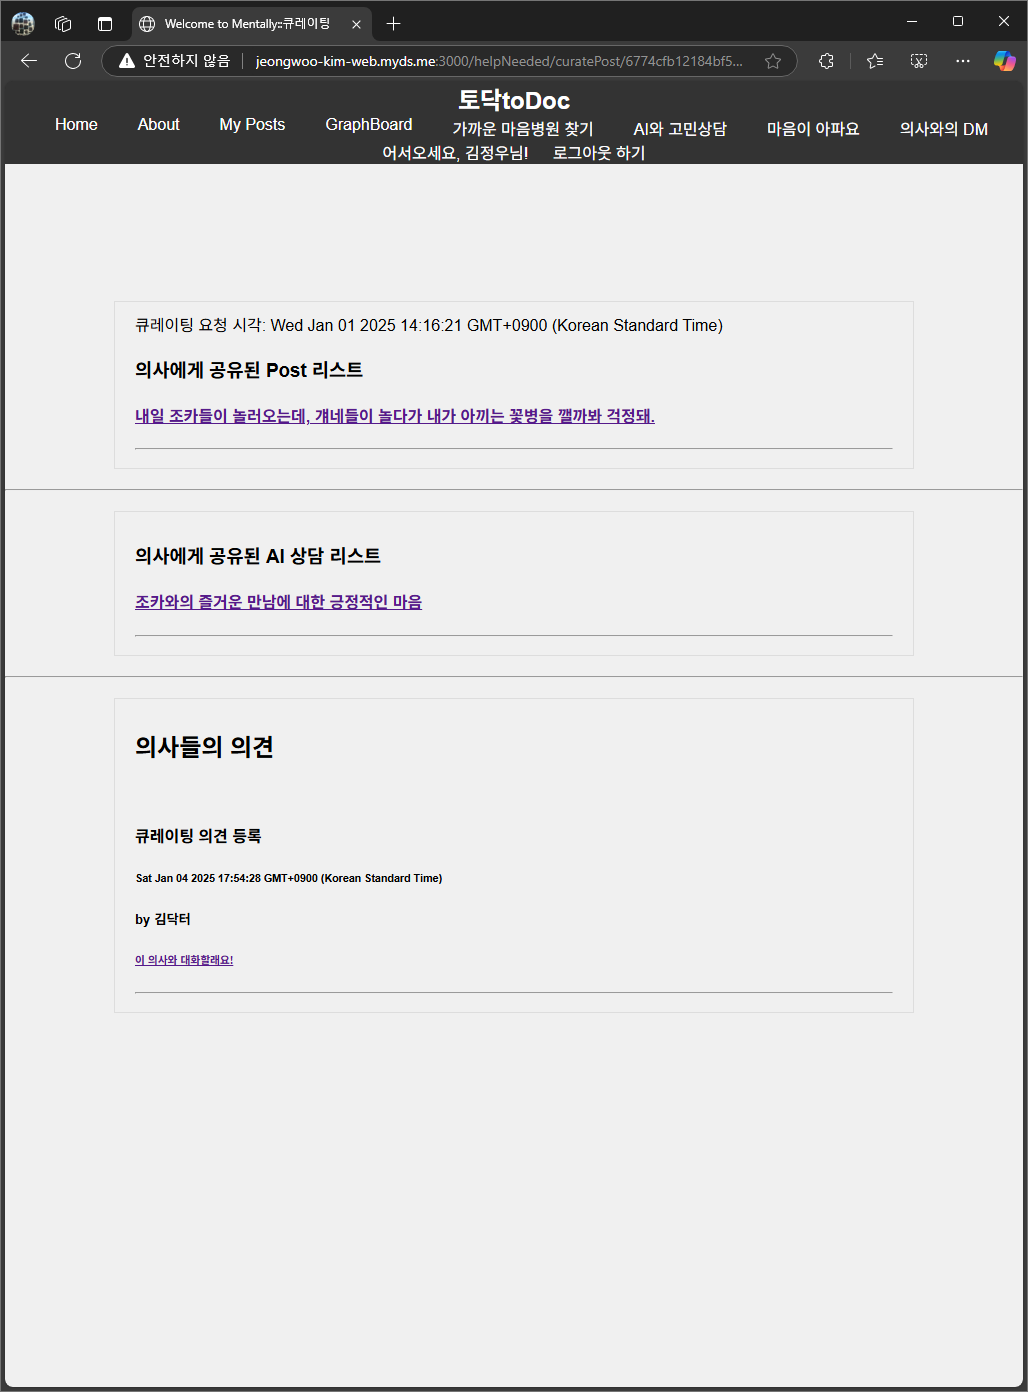 Welcome to Mentally::큐레이팅
안전하지 않음 jeongwoo-kim-web.myds.me:3000/helpNeeded/curatePost/6774cfb12184bf5...
토닥toDoc
Home About My Posts GraphBoard 가까운 마음병원 찾기 AI와 고민상담 마음이 아파요 의사와의 DM
어서오세요, 김정우님! 로그아웃 하기
큐레이팅 요청 시각: Wed Jan 01 2025 14:16:21 GMT+0900 (Korean Standard Time)
의사에게 공유된 Post 리스트
내일 조카들이 놀러오는데, 걔네들이 놀다가 내가 아끼는 꽃병을 깰까봐 걱정돼.
의사에게 공유된 AI 상담 리스트
조카와의 즐거운 만남에 대한 긍정적인 마음
의사들의 의견
큐레이팅 의견 등록
Sat Jan 04 2025 17:54:28 GMT+0900 (Korean Standard Time)
by 김닥터
이 의사와 대화할래요!